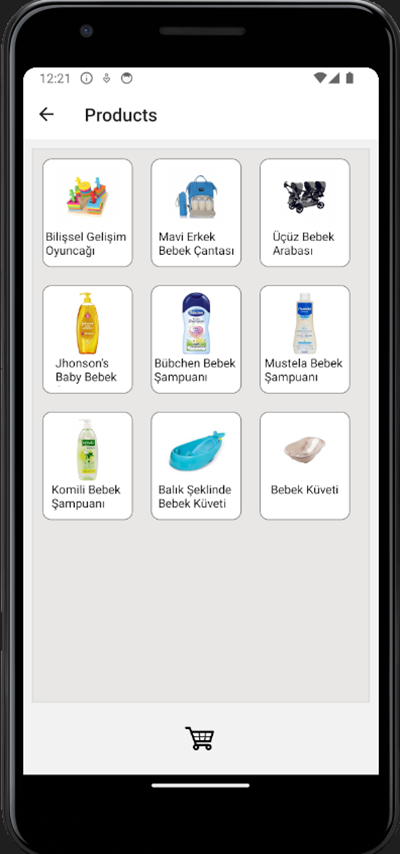 12:21
Products
Bilişsel Gelişim
Oyuncağı
Mavi Erkek
Bebek Çantası
Üçüz Bebek
Arabası
Jhonson's
Baby Bebek
Bübchen Bebek
Şampuanı
Mustela Bebek
Şampuanı
Komili Bebek
Şampuanı
Balık Şeklinde
Bebek Küveti
Bebek Küveti